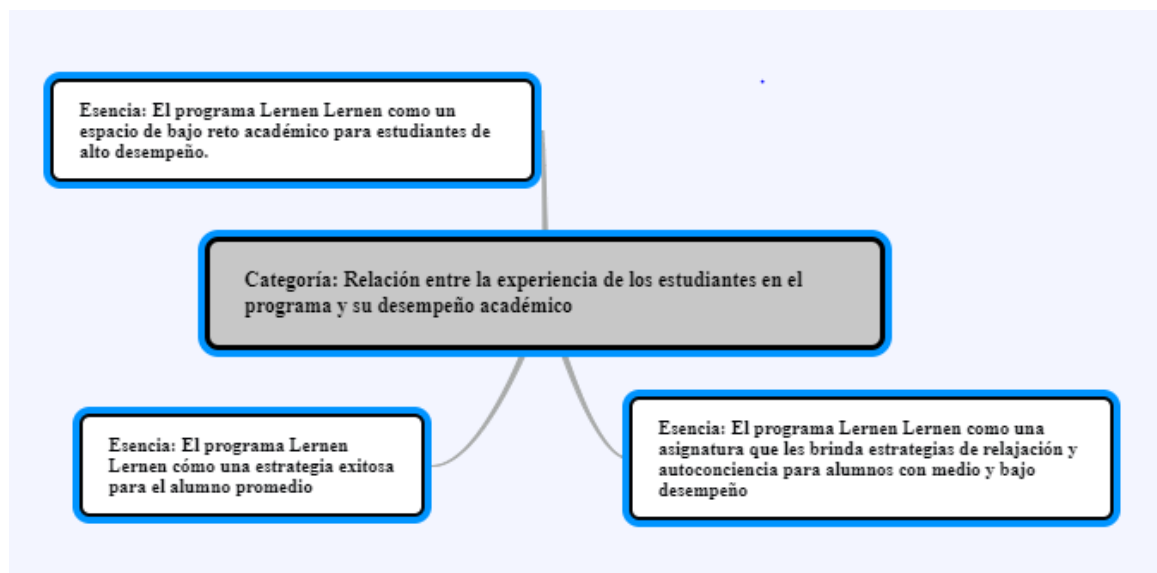 Esencia: El programa Lernen Lernen como un
espacio de bajo reto académico para estudiantes de
alto desempeño.
Categoría: Relación entre la experiencia de los estudiantes en el
programa y su desempeño académico
Esencia: El programa Lernen
Lernen cómo una estrategia exitosa
para el alumno promedio
Esencia: El programa Lernen Lernen como una
asignatura que les brinda estrategias de relajación y
autoconciencia para alumnos con medio y bajo
desempeño